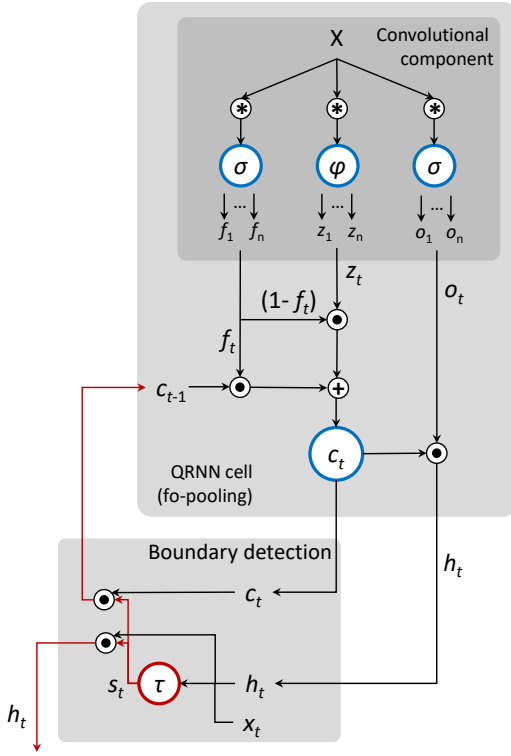 X
Convolutional
component
* * *
σ φ σ
... ... ...
f1 fn z1 zn o1 on
zt
ot
(1- ft)
ft
ct-1
+
ct
QRNN cell
(fo-pooling)
ht
Boundary detection
ct
st τ ht
ht
xt